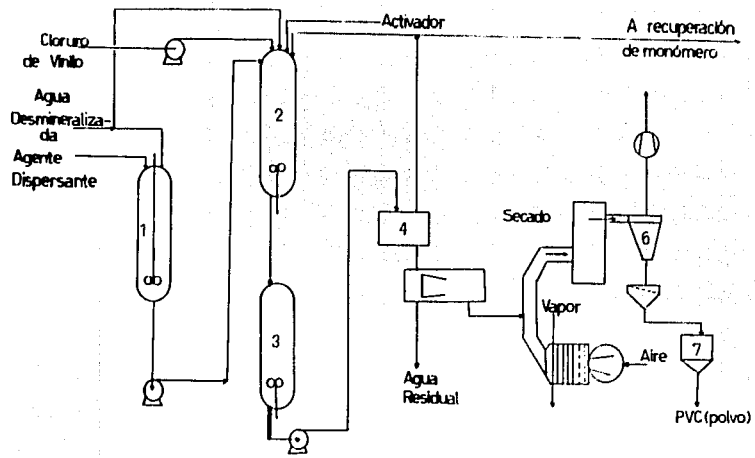 Activador
A recuperación
de monómero
Cloruro
de Vinilo
Agua
Desmineraliza-
da
Agente
Dispersante
1
2
3
4
Secado
6
Vapor
Aire
7
Agua
Residual
PVC(polvo)